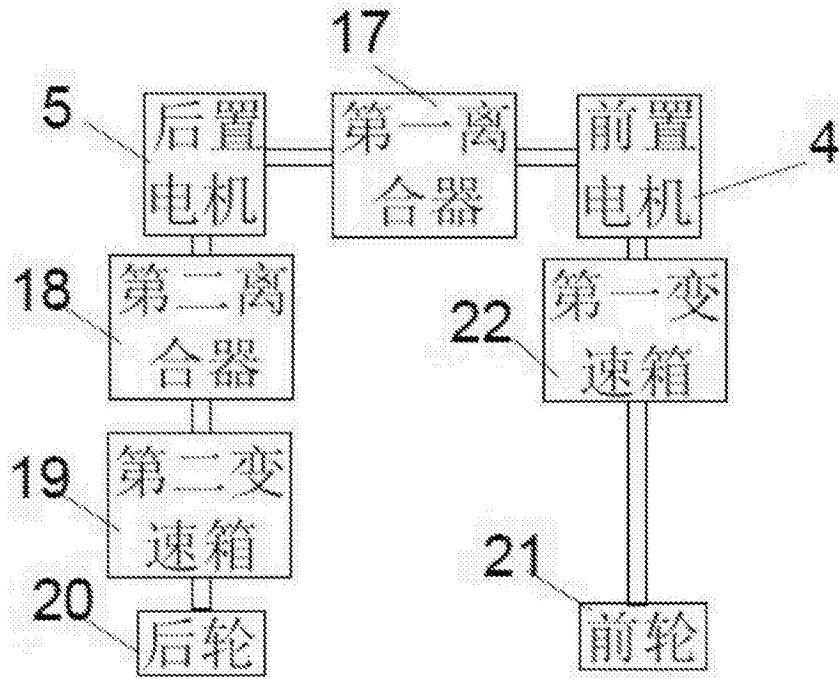 17
5
后置
电机
第一离
合器
前置
电机
4
18
第二离
合器
22
第一变
速箱
19
第二变
速箱
20
后轮
21
前轮